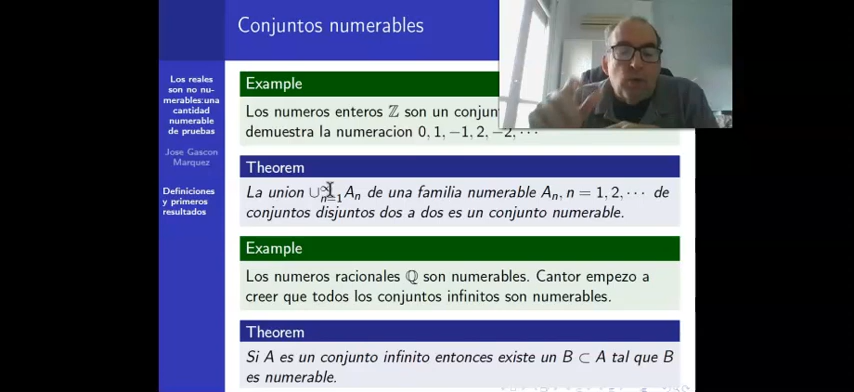 Conjuntos numerables
Los reales
son no nu-
merables:una
cantidad
numerable
de pruebas
Jose Gascon
Marquez
Definiciones
y primeros
resultados
Example
Los numeros enteros ℤ son un conjun
demuestra la numeracion 0, 1, −1, 2, −2, ···
Theorem
La union ∪_{n=1}^∞ A_n de una familia numerable A_n, n = 1, 2, ··· de
conjuntos disjuntos dos a dos es un conjunto numerable.
Example
Los numeros racionales ℚ son numerables. Cantor empezo a
creer que todos los conjuntos infinitos son numerables.
Theorem
Si A es un conjunto infinito entonces existe un B ⊂ A tal que B
es numerable.